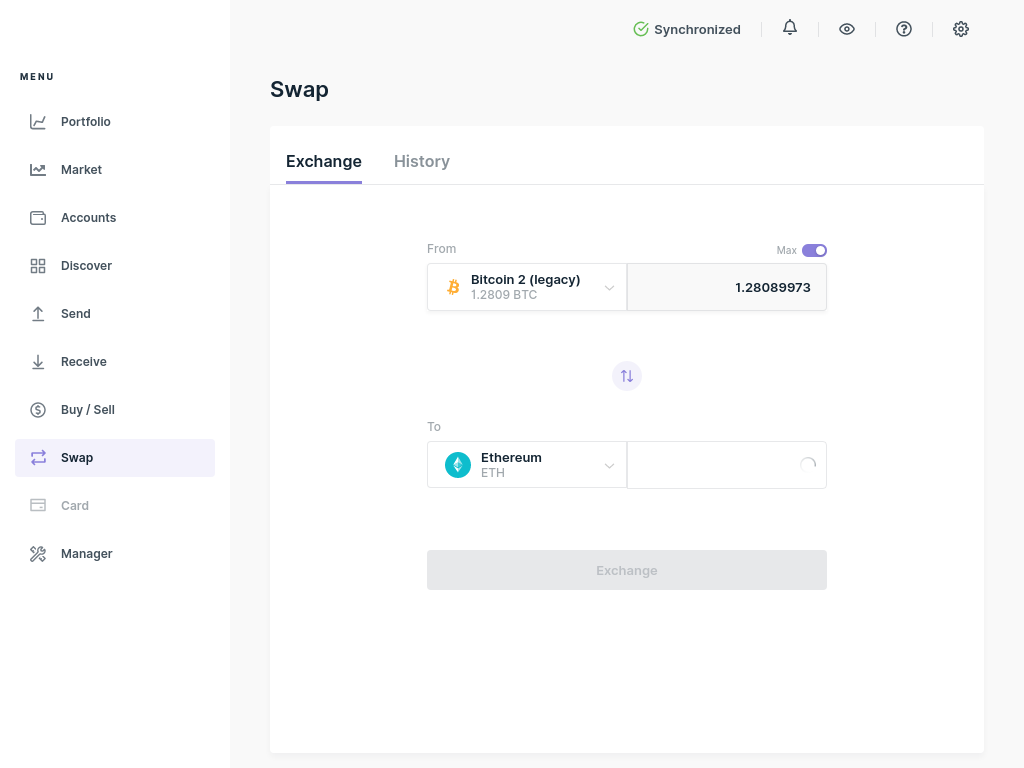 Synchronized
MENU
Portfolio
Market
Accounts
Discover
Send
Receive
Buy / Sell
Swap
Card
Manager
Swap
Exchange
History
From
Max
Bitcoin 2 (legacy)
1.2809 BTC
1.28089973
To
Ethereum
ETH
Exchange